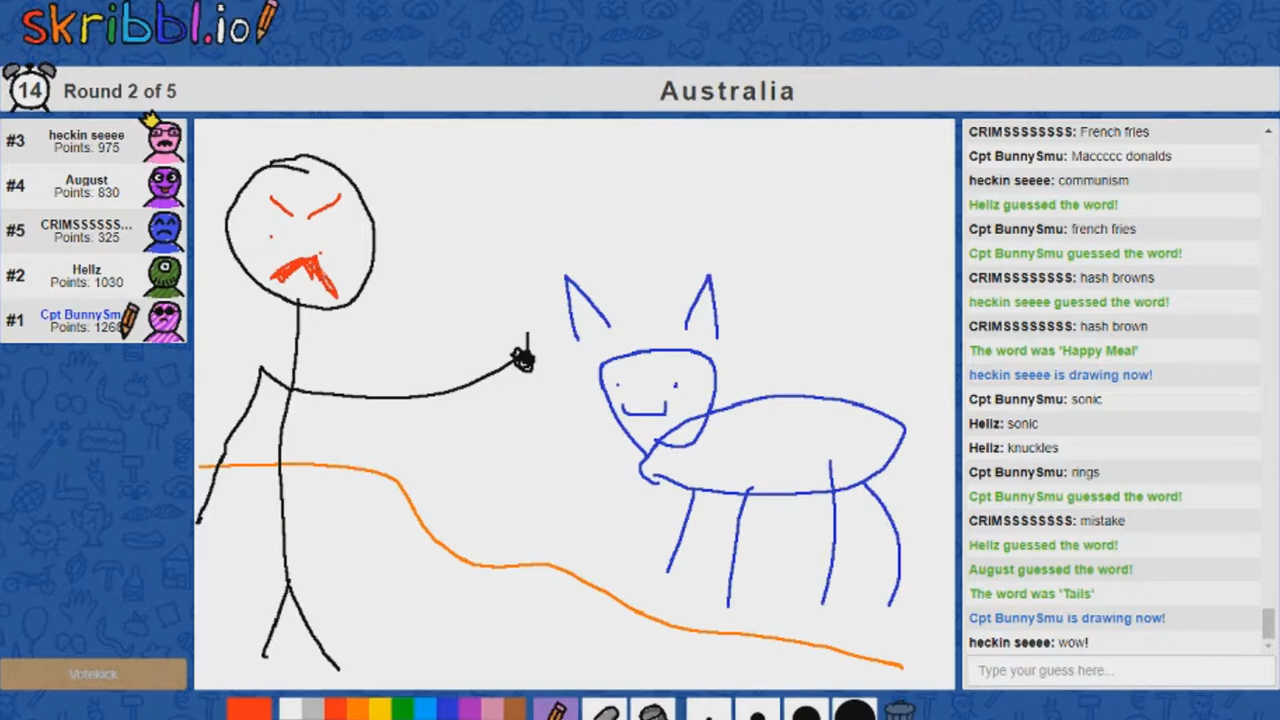 skribbl.io
14
Round 2 of 5
Australia
#3 heckin seeee
Points: 975
#4 August
Points: 830
#5 CRIMSSSSSS...
Points: 325
#2 Hellz
Points: 1030
#1 Cpt BunnySm
Points: 1268
Votekick
CRIMSSSSSSSS: French fries
Cpt BunnySmu: Maccccc donalds
heckin seeee: communism
Hellz guessed the word!
Cpt BunnySmu: french fries
Cpt BunnySmu guessed the word!
CRIMSSSSSSSS: hash browns
heckin seeee guessed the word!
CRIMSSSSSSSS: hash brown
The word was 'Happy Meal'
heckin seeee is drawing now!
Cpt BunnySmu: sonic
Hellz: sonic
Hellz: knuckles
Cpt BunnySmu: rings
Cpt BunnySmu guessed the word!
CRIMSSSSSSSS: mistake
Hellz guessed the word!
August guessed the word!
The word was 'Tails'
Cpt BunnySmu is drawing now!
heckin seeee: wow!
Type your guess here...